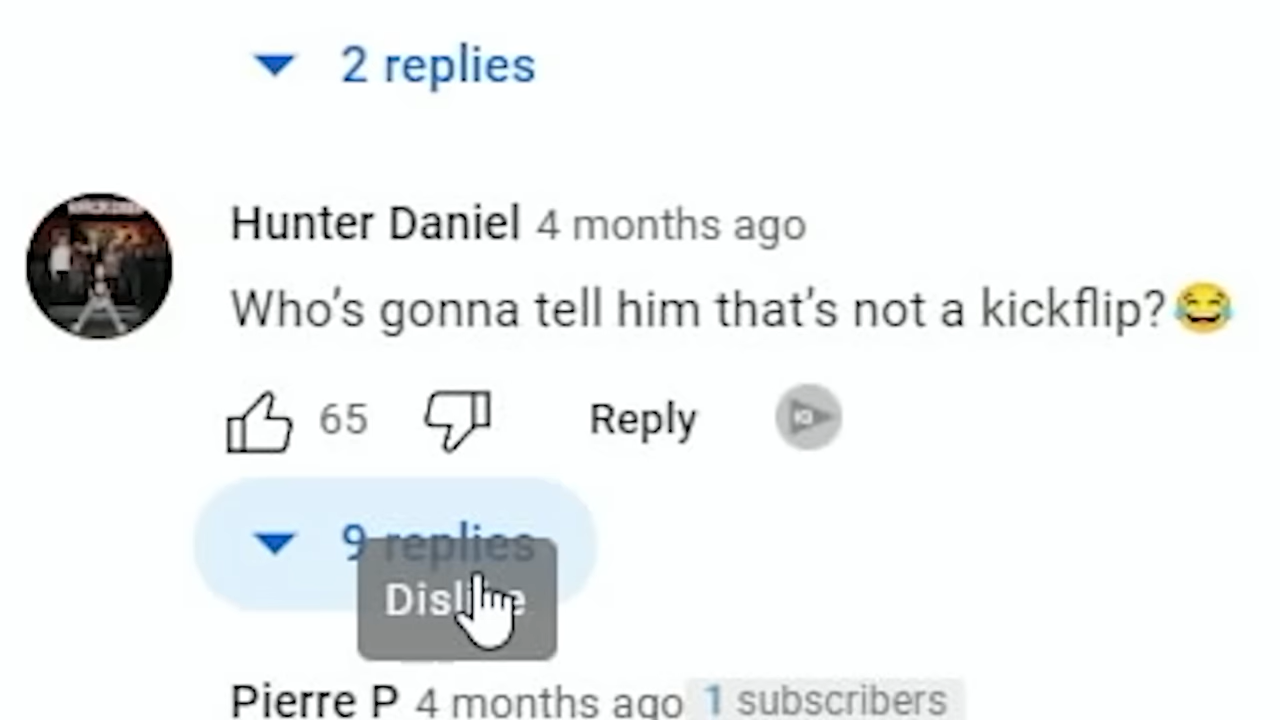 2 replies
Hunter Daniel 4 months ago
Who's gonna tell him that's not a kickflip?😂
65 Reply
9 replies
Dislike
Pierre P 4 months ago 1 subscribers